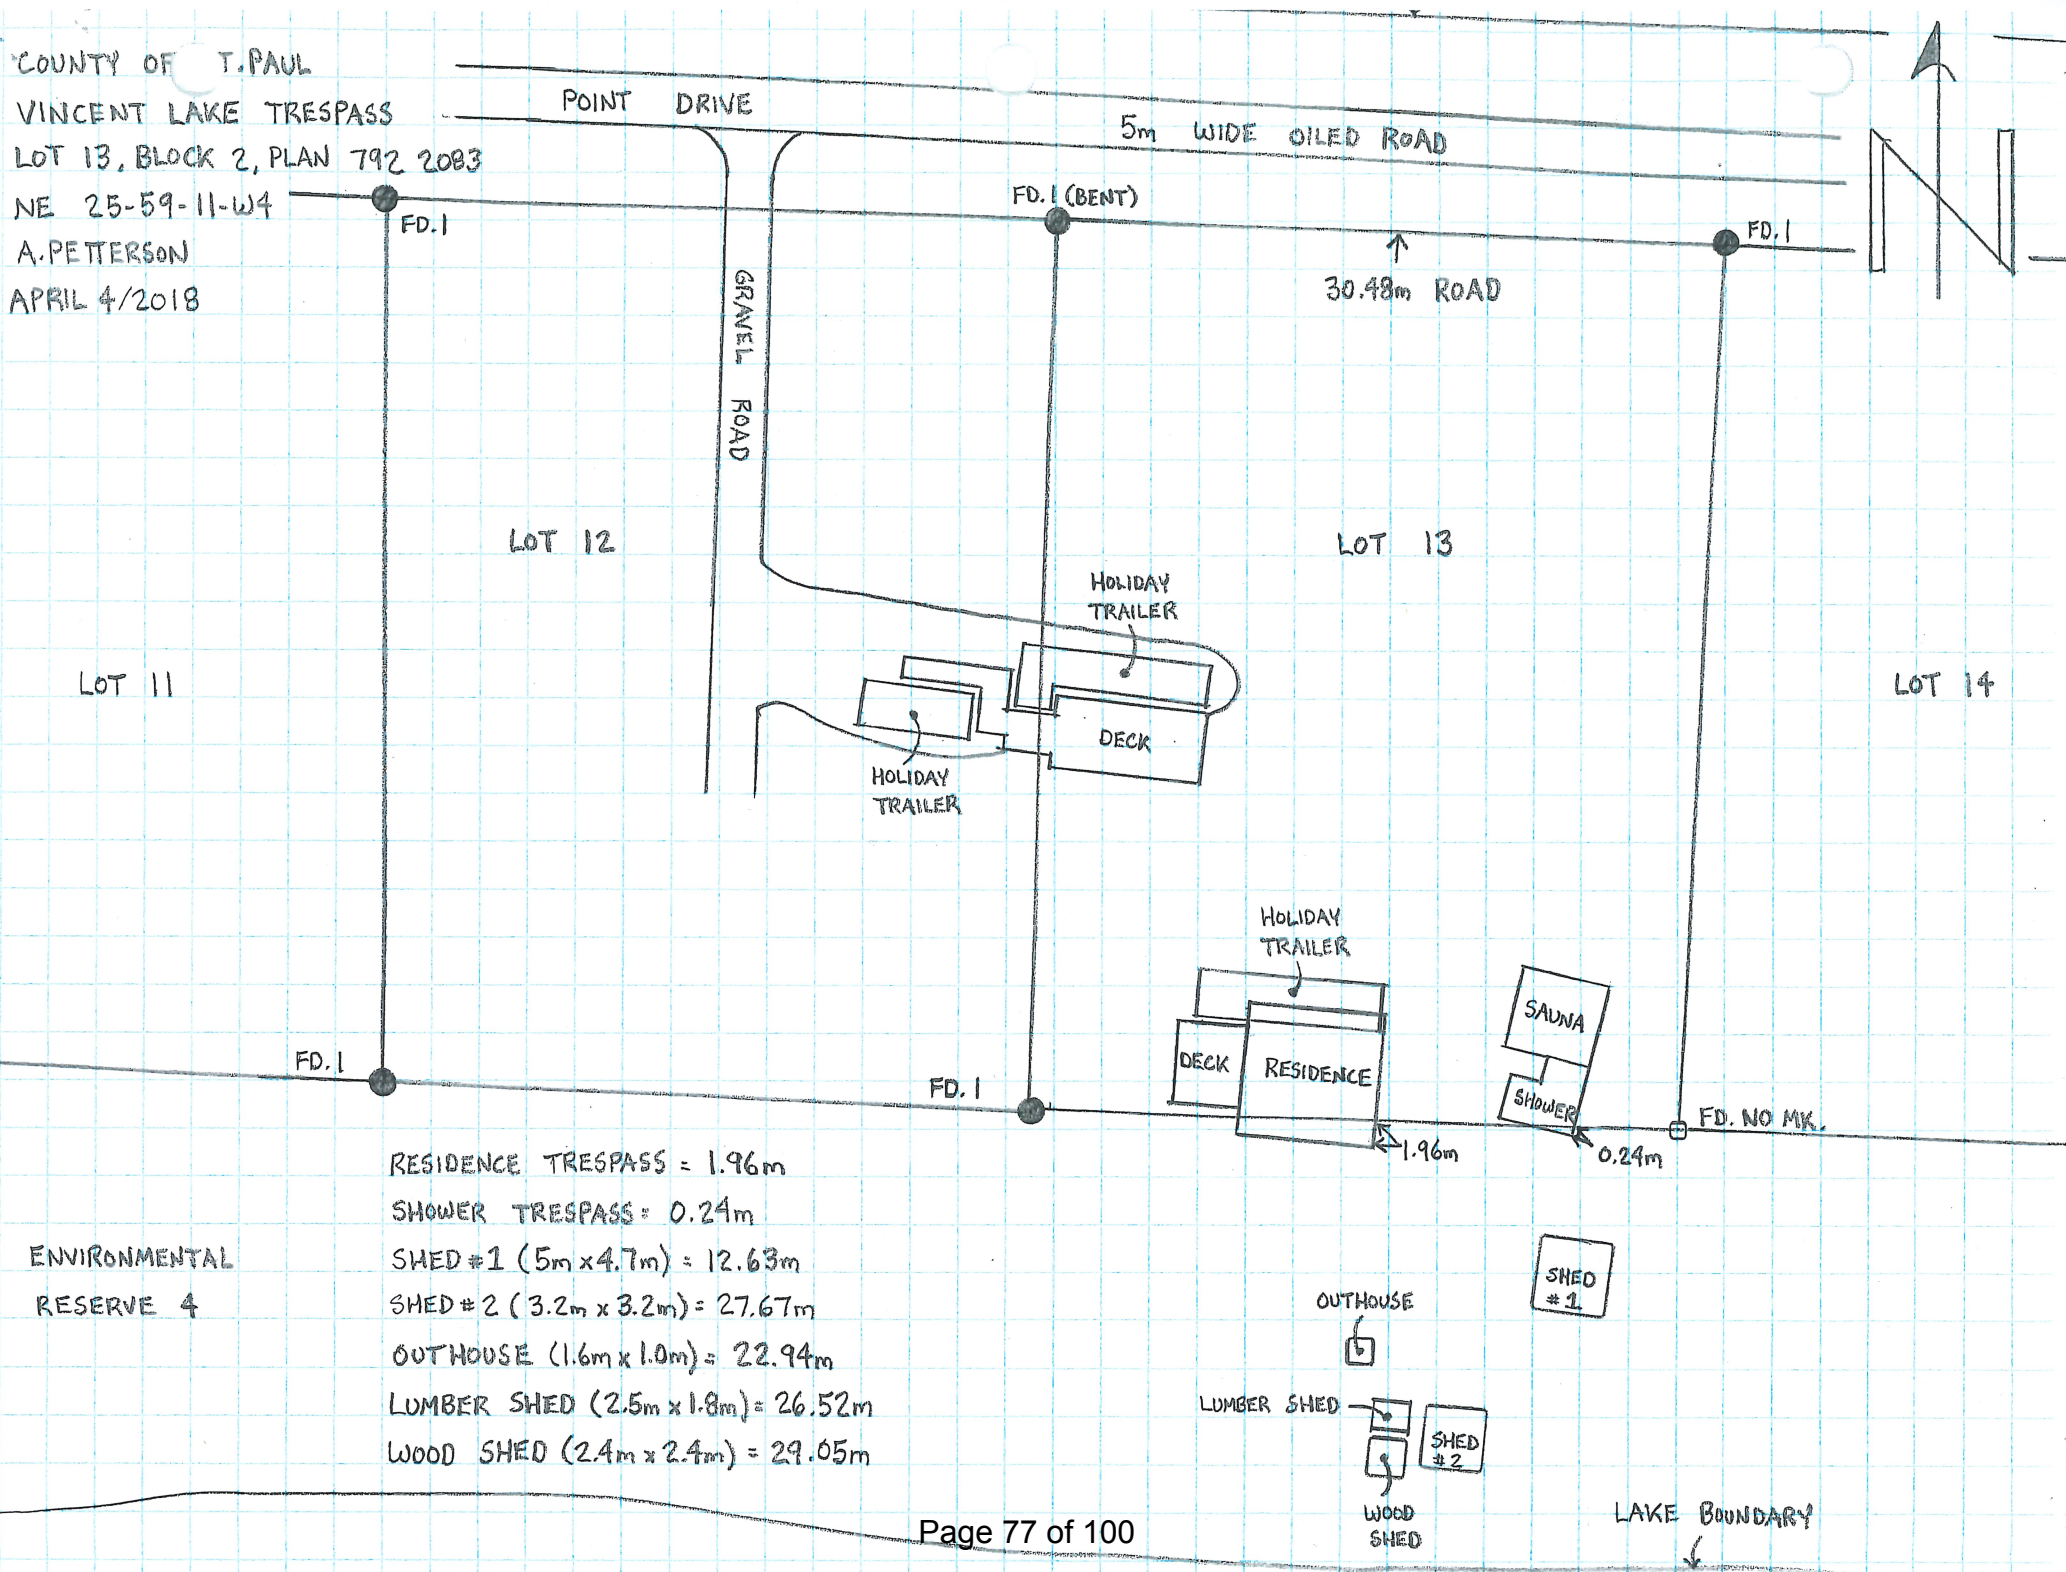 COUNTY OF T. PAUL
VINCENT LAKE TRESPASS
LOT 13, BLOCK 2, PLAN 792 2083
NE 25-59-11-W4
A. PETTERSON
APRIL 4/2018
POINT DRIVE
5m WIDE OILED ROAD
FD. I
FD. I (BENT)
FD. I
30.48m ROAD
GRAVEL ROAD
N
LOT 12
LOT 13
LOT 11
LOT 14
HOLIDAY
TRAILER
DECK
HOLIDAY
TRAILER
HOLIDAY
TRAILER
DECK
RESIDENCE
SAUNA
SHOWER
FD. I
FD. I
FD. NO MK.
1.96m
0.24m
RESIDENCE TRESPASS = 1.96m
SHOWER TRESPASS = 0.24m
SHED #1 (5m x 4.7m) = 12.63m
SHED #2 (3.2m x 3.2m) = 27.67m
OUTHOUSE (1.6m x 1.0m) = 22.94m
LUMBER SHED (2.5m x 1.8m) = 26.52m
WOOD SHED (2.4m x 2.4m) = 29.05m
ENVIRONMENTAL
RESERVE 4
SHED
#1
OUTHOUSE
LUMBER SHED
SHED
#2
WOOD
SHED
LAKE BOUNDARY
Page 77 of 100